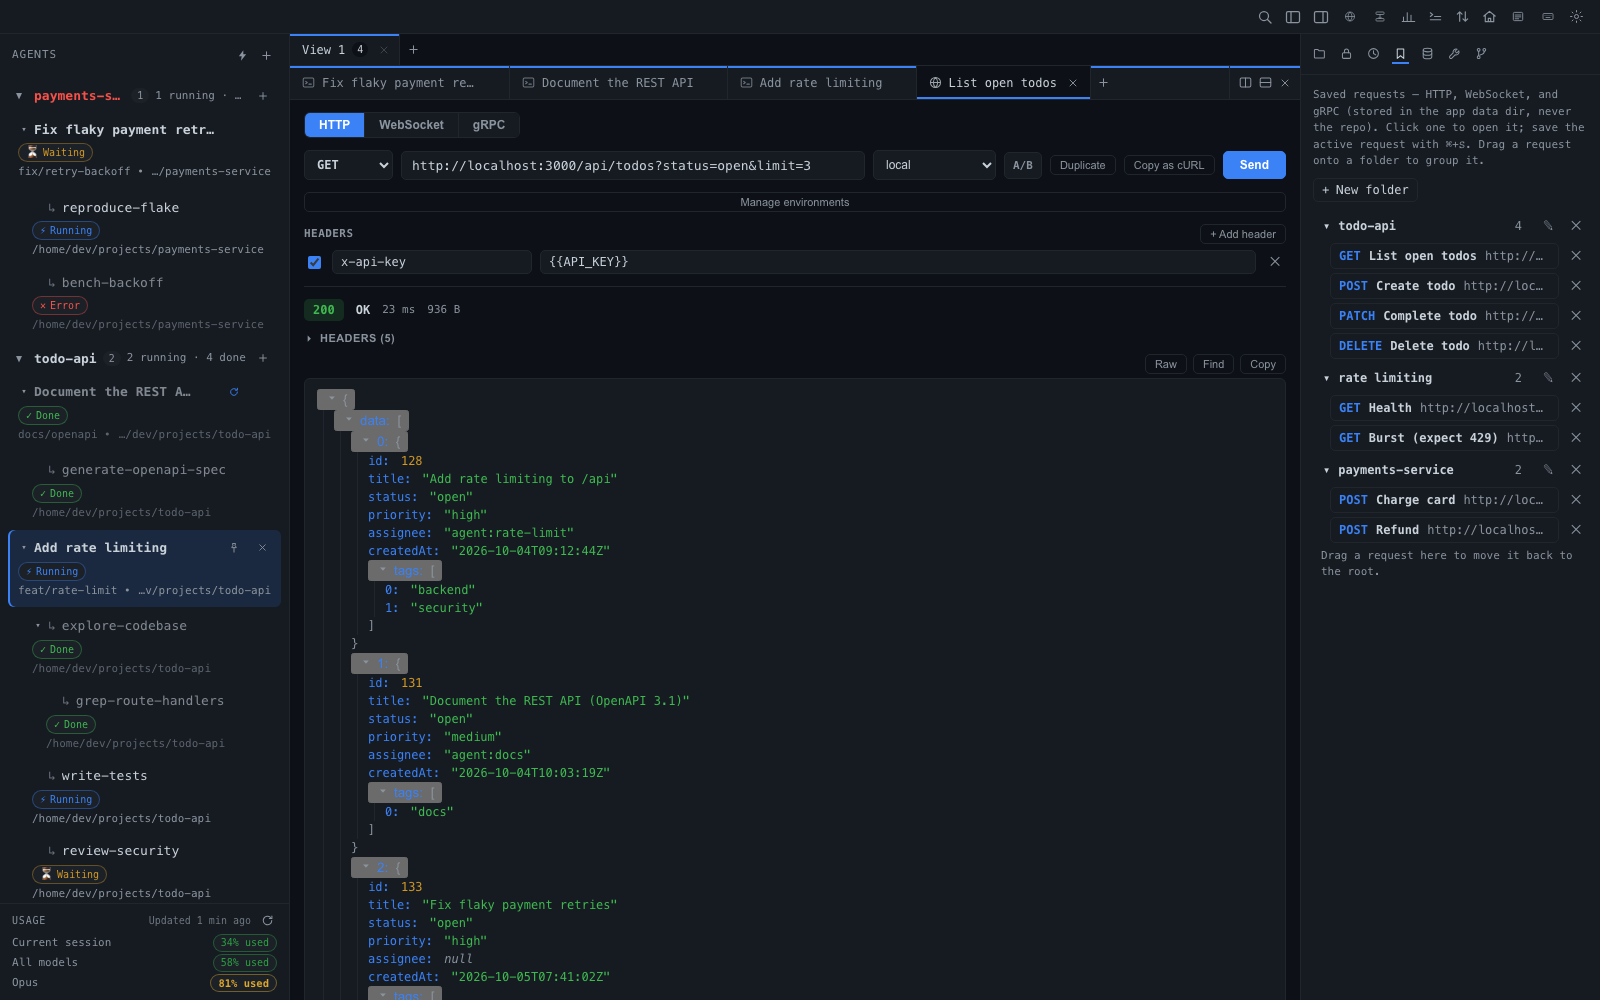 AGENTS
payments-s… 1 1 running · …
Fix flaky payment retr…
Waiting
fix/retry-backoff • …/payments-service
reproduce-flake
Running
/home/dev/projects/payments-service
bench-backoff
Error
/home/dev/projects/payments-service
todo-api 2 2 running · 4 done
Document the REST A…
Done
docs/openapi • …/dev/projects/todo-api
generate-openapi-spec
Done
/home/dev/projects/todo-api
Add rate limiting
Running
feat/rate-limit • …v/projects/todo-api
explore-codebase
Done
/home/dev/projects/todo-api
grep-route-handlers
Done
/home/dev/projects/todo-api
write-tests
Running
/home/dev/projects/todo-api
review-security
Waiting
/home/dev/projects/todo-api
USAGE Updated 1 min ago
Current session 34% used
All models 58% used
Opus 81% used
View 1 4
Fix flaky payment re… Document the REST API Add rate limiting List open todos
HTTP WebSocket gRPC
GET http://localhost:3000/api/todos?status=open&limit=3 local A/B Duplicate Copy as cURL Send
Manage environments
HEADERS + Add header
x-api-key {{API_KEY}}
200 OK 23 ms 936 B
HEADERS (5)
Raw Find Copy
{
data: [
0: {
id: 128
title: "Add rate limiting to /api"
status: "open"
priority: "high"
assignee: "agent:rate-limit"
createdAt: "2026-10-04T09:12:44Z"
tags: [
0: "backend"
1: "security"
]
}
1: {
id: 131
title: "Document the REST API (OpenAPI 3.1)"
status: "open"
priority: "medium"
assignee: "agent:docs"
createdAt: "2026-10-04T10:03:19Z"
tags: [
0: "docs"
]
}
2: {
id: 133
title: "Fix flaky payment retries"
status: "open"
priority: "high"
assignee: null
createdAt: "2026-10-05T07:41:02Z"
tags: [
Saved requests — HTTP, WebSocket, and
gRPC (stored in the app data dir, never
the repo). Click one to open it; save the
active request with ⌘+s. Drag a request
onto a folder to group it.
+ New folder
todo-api 4
GET List open todos http://…
POST Create todo http://loc…
PATCH Complete todo http://…
DELETE Delete todo http://l…
rate limiting 2
GET Health http://localhost…
GET Burst (expect 429) http…
payments-service 2
POST Charge card http://loc…
POST Refund http://localhos…
Drag a request here to move it back to
the root.